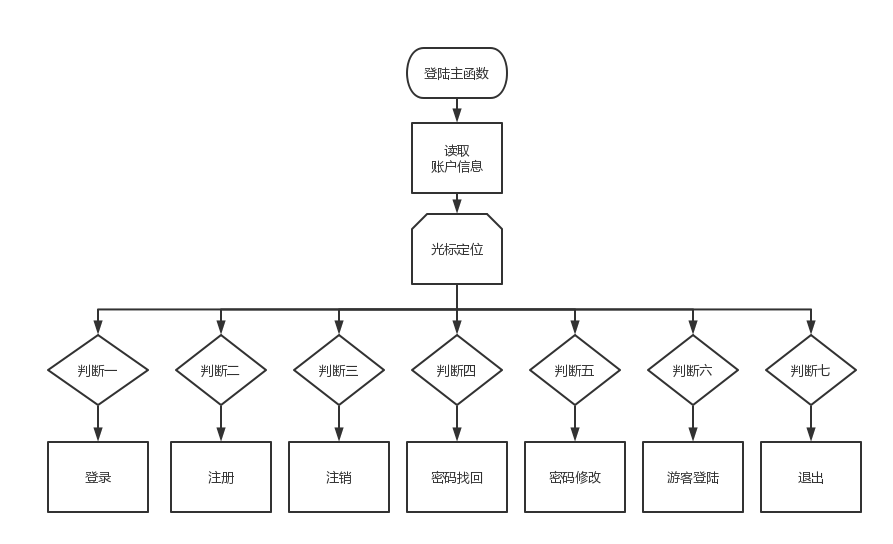 登陆主函数
读取
账户信息
光标定位
判断一
判断二
判断三
判断四
判断五
判断六
判断七
登录
注册
注销
密码找回
密码修改
游客登陆
退出